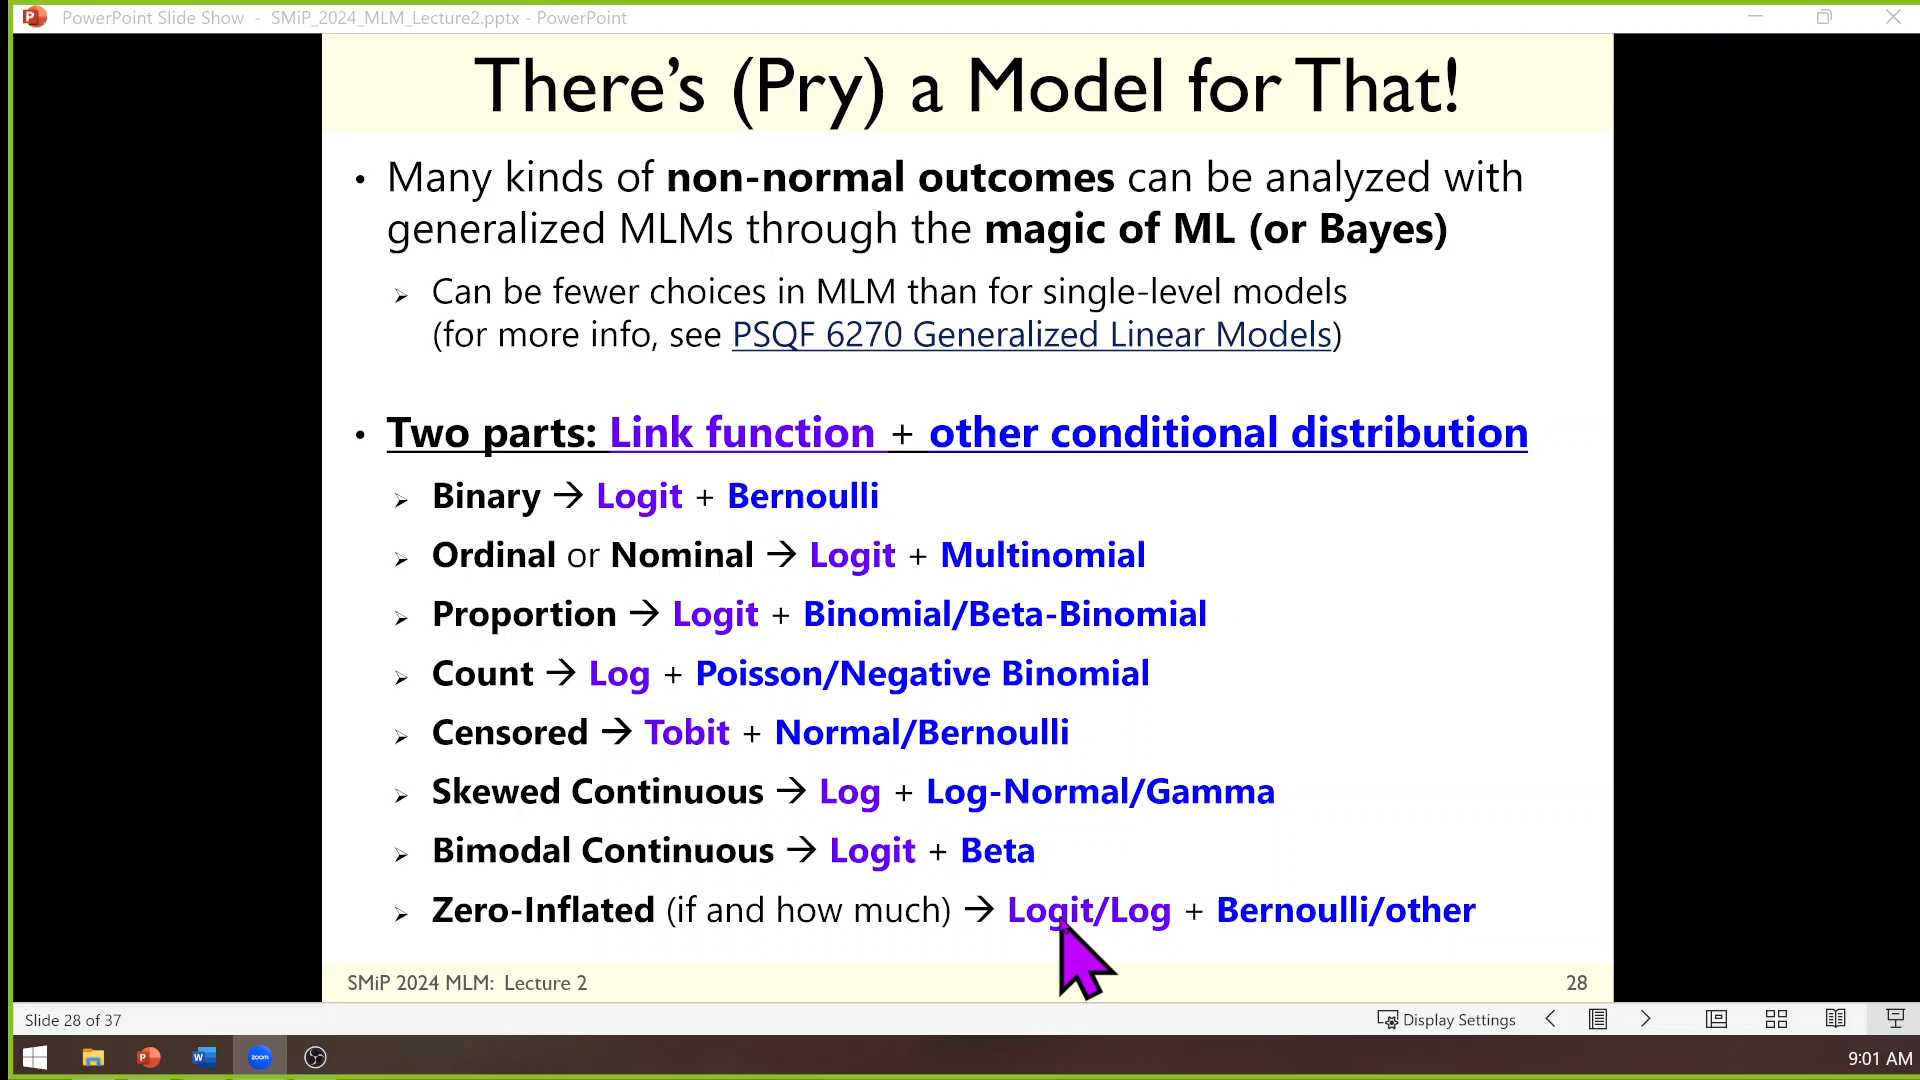 PowerPoint Slide Show - SMiP_2024_MLM_Lecture2.pptx - PowerPoint
There's (Pry) a Model for That!
• Many kinds of non-normal outcomes can be analyzed with
generalized MLMs through the magic of ML (or Bayes)
➢ Can be fewer choices in MLM than for single-level models
(for more info, see PSQF 6270 Generalized Linear Models)
• Two parts: Link function + other conditional distribution
➢ Binary → Logit + Bernoulli
➢ Ordinal or Nominal → Logit + Multinomial
➢ Proportion → Logit + Binomial/Beta-Binomial
➢ Count → Log + Poisson/Negative Binomial
➢ Censored → Tobit + Normal/Bernoulli
➢ Skewed Continuous → Log + Log-Normal/Gamma
➢ Bimodal Continuous → Logit + Beta
➢ Zero-Inflated (if and how much) → Logit/Log + Bernoulli/other
SMiP 2024 MLM: Lecture 2 28
Slide 28 of 37 Display Settings
zoom 9:01 AM